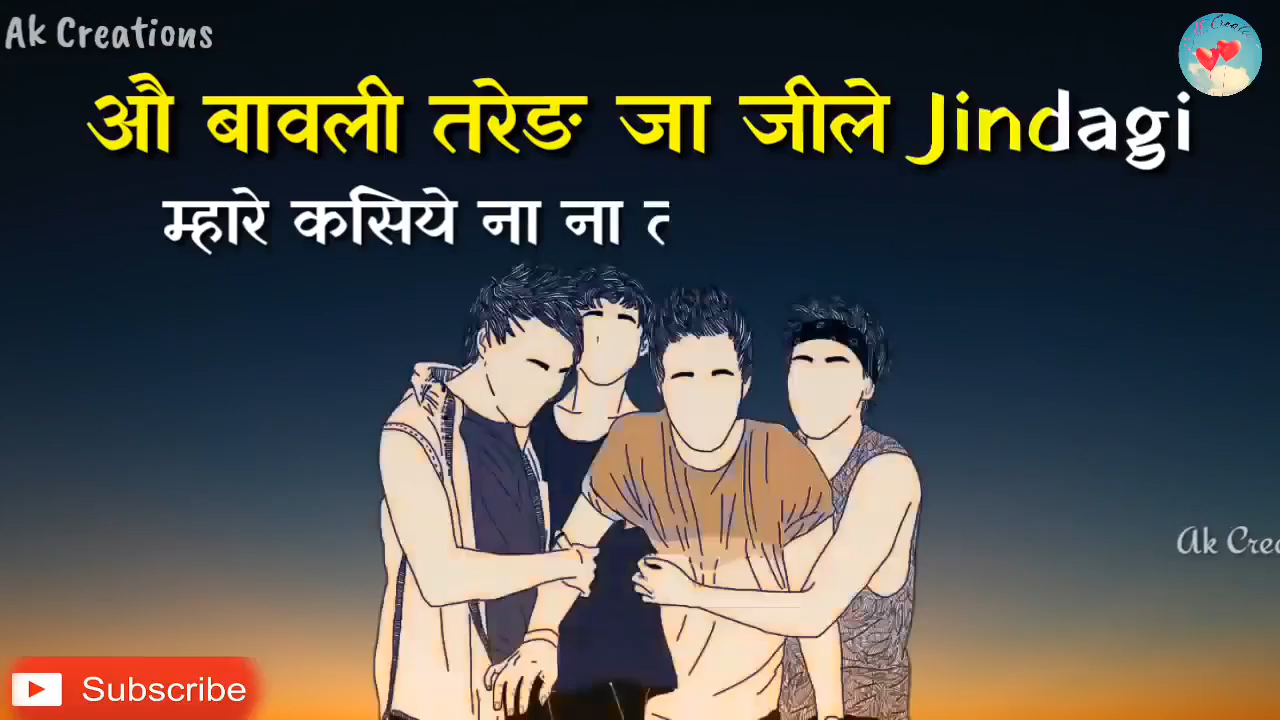 Ak Creations
औ बावली तरेङ जा जीले Jindagi
म्हारे कसिये ना ना
Subscribe